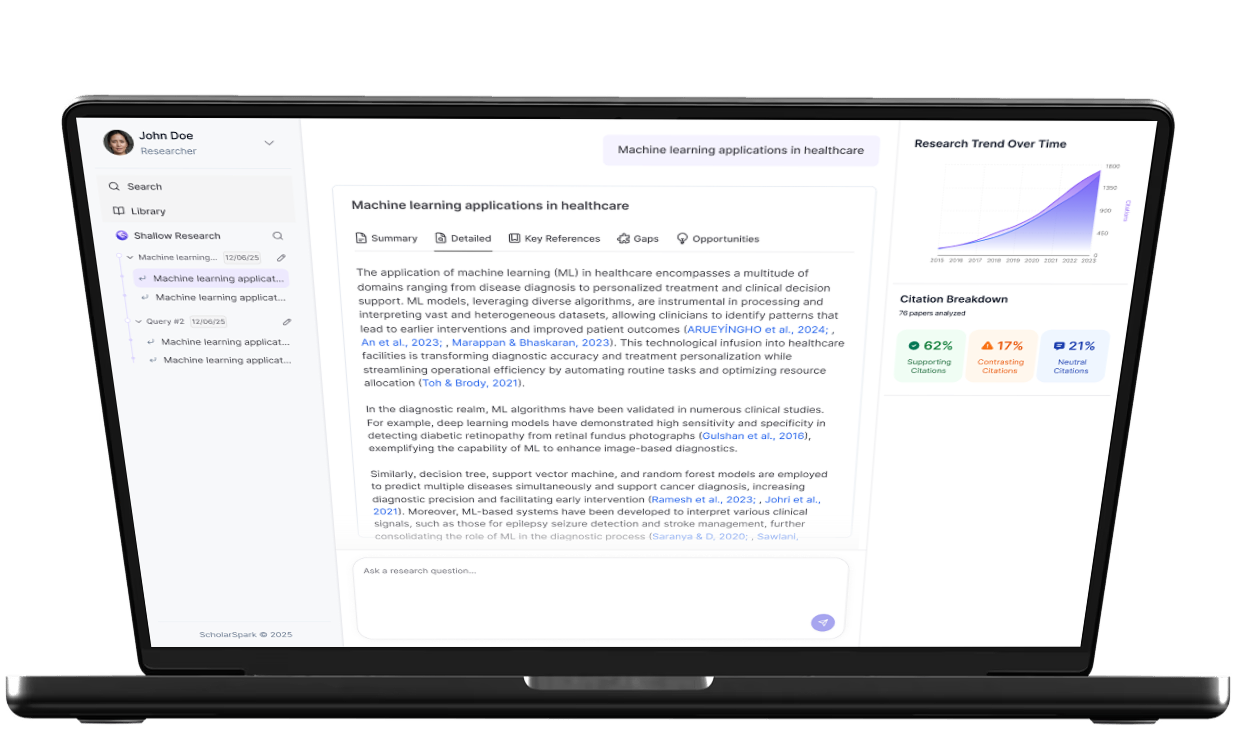 John Doe
Researcher
Search
Library
Shallow Research
Machine learning... 12/06/25
Machine learning applicat...
Machine learning applicat...
Query #2 12/06/25
Machine learning applicat...
Machine learning applicat...
ScholarSpark © 2025
Machine learning applications in healthcare
Machine learning applications in healthcare
Summary Detailed Key References Gaps Opportunities
The application of machine learning (ML) in healthcare encompasses a multitude of
domains ranging from disease diagnosis to personalized treatment and clinical decision
support. ML models, leveraging diverse algorithms, are instrumental in processing and
interpreting vast and heterogeneous datasets, allowing clinicians to identify patterns that
lead to earlier interventions and improved patient outcomes (ARUEYÍNGHO et al., 2024; ,
An et al., 2023; , Marappan & Bhaskaran, 2023). This technological infusion into healthcare
facilities is transforming diagnostic accuracy and treatment personalization while
streamlining operational efficiency by automating routine tasks and optimizing resource
allocation (Toh & Brody, 2021).
In the diagnostic realm, ML algorithms have been validated in numerous clinical studies.
For example, deep learning models have demonstrated high sensitivity and specificity in
detecting diabetic retinopathy from retinal fundus photographs (Gulshan et al., 2016),
exemplifying the capability of ML to enhance image-based diagnostics.
Similarly, decision tree, support vector machine, and random forest models are employed
to predict multiple diseases simultaneously and support cancer diagnosis, increasing
diagnostic precision and facilitating early intervention (Ramesh et al., 2023; , Johri et al.,
2021). Moreover, ML-based systems have been developed to interpret various clinical
signals, such as those for epilepsy seizure detection and stroke management, further
consolidating the role of ML in the diagnostic process (Saranya & D, 2020; , Sawlani,
Ask a research question...
Research Trend Over Time
1800
1350
900
450
0
Citations
2015 2016 2017 2018 2019 2020 2021 2022 2023
Citation Breakdown
76 papers analyzed
62%
Supporting
Citations
17%
Contrasting
Citations
21%
Neutral
Citations